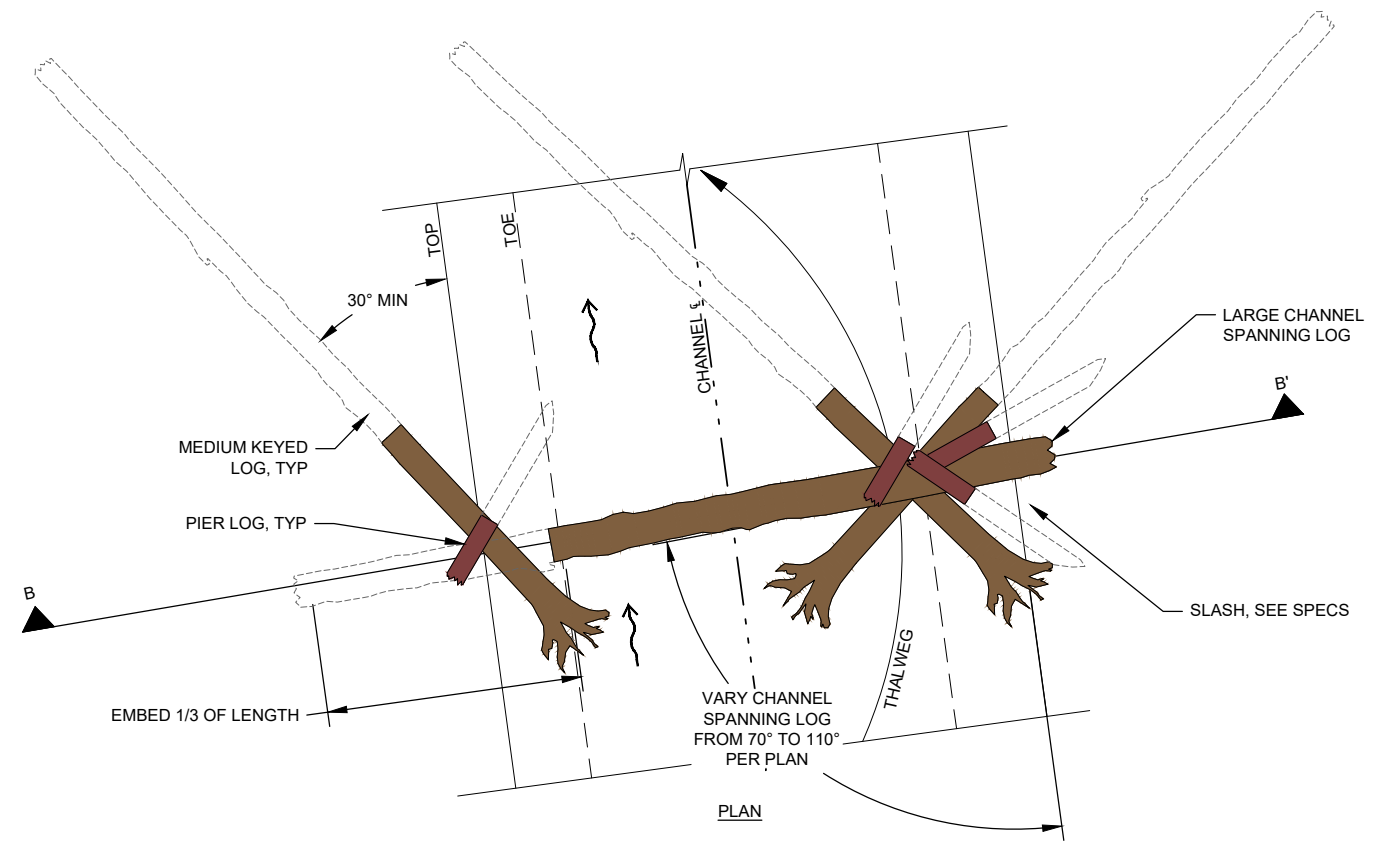 TOP
TOE
30° MIN
CHANNEL ℄
LARGE CHANNEL
SPANNING LOG
B'
MEDIUM KEYED
LOG, TYP
PIER LOG, TYP
B
SLASH, SEE SPECS
THALWEG
EMBED 1/3 OF LENGTH
VARY CHANNEL
SPANNING LOG
FROM 70° TO 110°
PER PLAN
PLAN